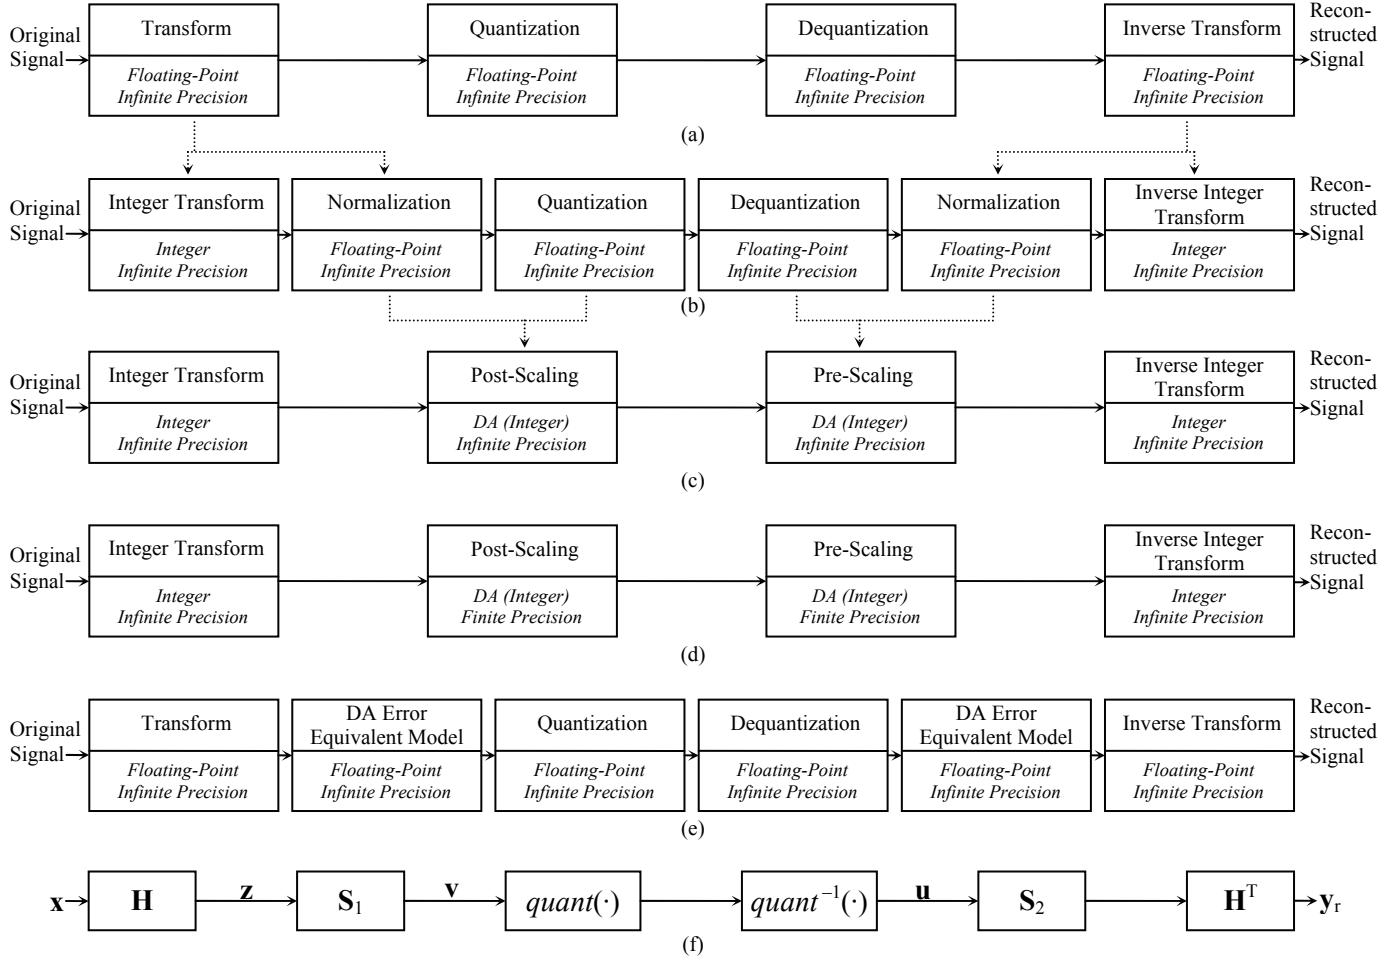 Original
Signal
Transform
Floating-Point
Infinite Precision
Quantization
Floating-Point
Infinite Precision
Dequantization
Floating-Point
Infinite Precision
Inverse Transform
Floating-Point
Infinite Precision
Recon-
structed
Signal
(a)
Original
Signal
Integer Transform
Integer
Infinite Precision
Normalization
Floating-Point
Infinite Precision
Quantization
Floating-Point
Infinite Precision
Dequantization
Floating-Point
Infinite Precision
Normalization
Floating-Point
Infinite Precision
Inverse Integer
Transform
Integer
Infinite Precision
Recon-
structed
Signal
(b)
Original
Signal
Integer Transform
Integer
Infinite Precision
Post-Scaling
DA (Integer)
Infinite Precision
Pre-Scaling
DA (Integer)
Infinite Precision
Inverse Integer
Transform
Integer
Infinite Precision
Recon-
structed
Signal
(c)
Original
Signal
Integer Transform
Integer
Infinite Precision
Post-Scaling
DA (Integer)
Finite Precision
Pre-Scaling
DA (Integer)
Finite Precision
Inverse Integer
Transform
Integer
Infinite Precision
Recon-
structed
Signal
(d)
Original
Signal
Transform
Floating-Point
Infinite Precision
DA Error
Equivalent Model
Floating-Point
Infinite Precision
Quantization
Floating-Point
Infinite Precision
Dequantization
Floating-Point
Infinite Precision
DA Error
Equivalent Model
Floating-Point
Infinite Precision
Inverse Transform
Floating-Point
Infinite Precision
Recon-
structed
Signal
(e)
x
H
z
S₁
v
quant(·)
quant⁻¹(·)
u
S₂
Hᵀ
yᵣ
(f)